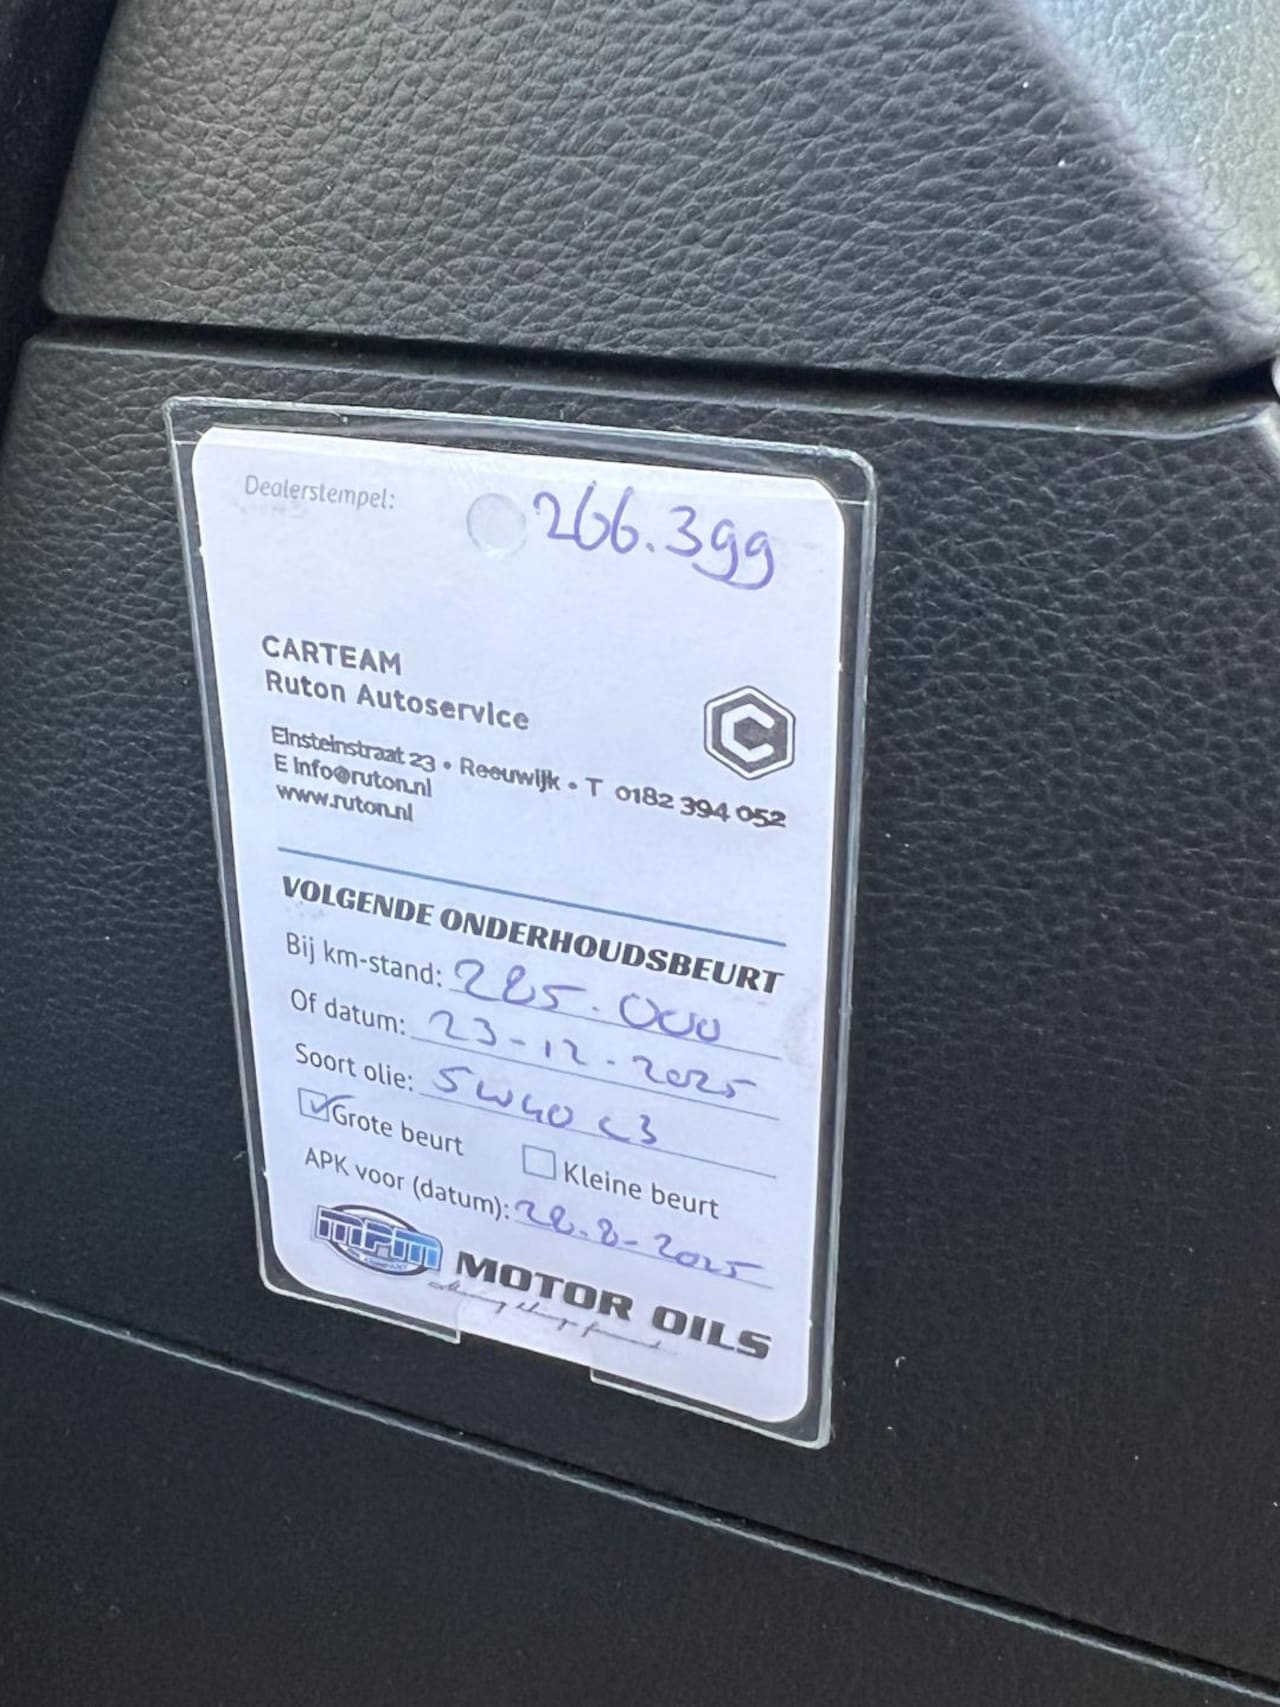 Dealerstempel:
266.399
CARTEAM
Ruton Autoservice
C
Einsteinstraat 23 • Reeuwijk • T 0182 394 052
E info@ruton.nl
www.ruton.nl
VOLGENDE ONDERHOUDSBEURT
Bij km-stand: 285.000
Of datum: 23-12-2025
Soort olie: 5W40 C3
Grote beurt Kleine beurt
APK voor (datum): 28-8-2025
MPM
OIL COMPANY
MOTOR OILS